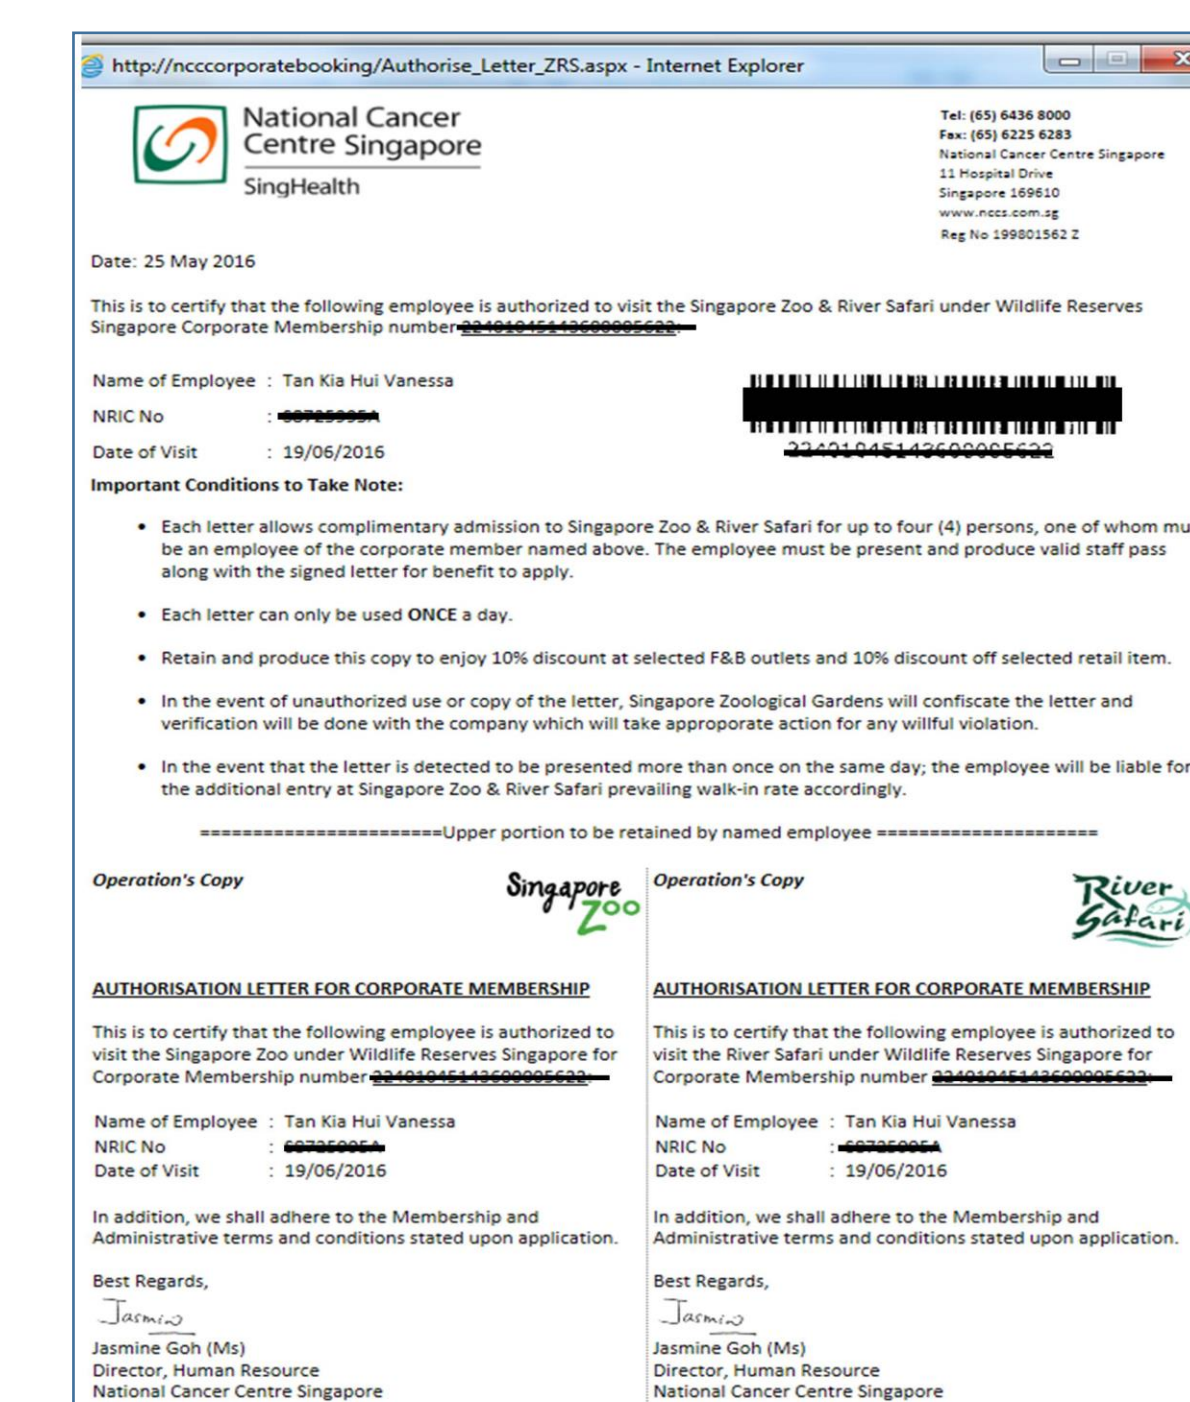 http://ncccorporatebooking/Authorise_Letter_ZRS.aspx - Internet Explorer
National Cancer
Centre Singapore
SingHealth
Tel: (65) 6436 8000
Fax: (65) 6225 6283
National Cancer Centre Singapore
11 Hospital Drive
Singapore 169610
www.nccs.com.sg
Reg No 199801562 Z
Date: 25 May 2016
This is to certify that the following employee is authorized to visit the Singapore Zoo & River Safari under Wildlife Reserves
Singapore Corporate Membership number
Name of Employee : Tan Kia Hui Vanessa
NRIC No :
Date of Visit : 19/06/2016
Important Conditions to Take Note:
• Each letter allows complimentary admission to Singapore Zoo & River Safari for up to four (4) persons, one of whom mu
be an employee of the corporate member named above. The employee must be present and produce valid staff pass
along with the signed letter for benefit to apply.
• Each letter can only be used ONCE a day.
• Retain and produce this copy to enjoy 10% discount at selected F&B outlets and 10% discount off selected retail item.
• In the event of unauthorized use or copy of the letter, Singapore Zoological Gardens will confiscate the letter and
verification will be done with the company which will take approporate action for any willful violation.
• In the event that the letter is detected to be presented more than once on the same day; the employee will be liable for
the additional entry at Singapore Zoo & River Safari prevailing walk-in rate accordingly.
=======================Upper portion to be retained by named employee =====================
Operation's Copy
Singapore
Zoo
AUTHORISATION LETTER FOR CORPORATE MEMBERSHIP
This is to certify that the following employee is authorized to
visit the Singapore Zoo under Wildlife Reserves Singapore for
Corporate Membership number
Name of Employee : Tan Kia Hui Vanessa
NRIC No :
Date of Visit : 19/06/2016
In addition, we shall adhere to the Membership and
Administrative terms and conditions stated upon application.
Best Regards,
Jasmin
Jasmine Goh (Ms)
Director, Human Resource
National Cancer Centre Singapore
Operation's Copy
River
Safari
AUTHORISATION LETTER FOR CORPORATE MEMBERSHIP
This is to certify that the following employee is authorized to
visit the River Safari under Wildlife Reserves Singapore for
Corporate Membership number
Name of Employee : Tan Kia Hui Vanessa
NRIC No :
Date of Visit : 19/06/2016
In addition, we shall adhere to the Membership and
Administrative terms and conditions stated upon application.
Best Regards,
Jasmin
Jasmine Goh (Ms)
Director, Human Resource
National Cancer Centre Singapore